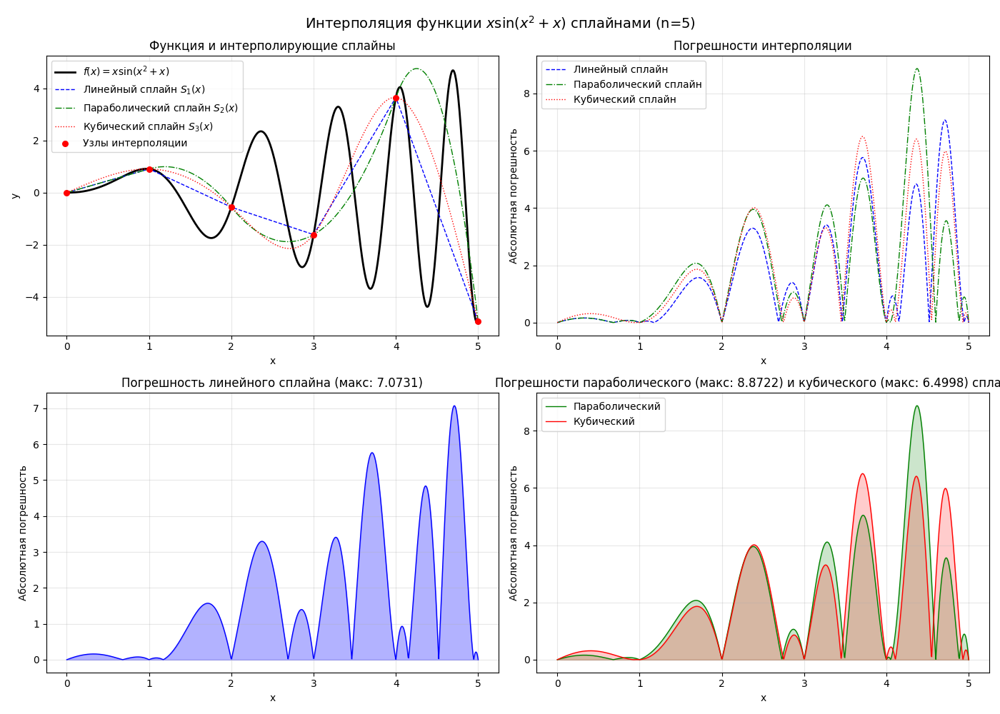 Интерполяция функции x sin(x² + x) сплайнами (n=5)
Функция и интерполирующие сплайны
f(x) = x sin(x² + x)
Линейный сплайн S₁(x)
Параболический сплайн S₂(x)
Кубический сплайн S₃(x)
Узлы интерполяции
y
4
2
0
−2
−4
0 1 2 3 4 5
x
Погрешности интерполяции
Линейный сплайн
Параболический сплайн
Кубический сплайн
Абсолютная погрешность
8
6
4
2
0
0 1 2 3 4 5
x
Погрешность линейного сплайна (макс: 7.0731)
Абсолютная погрешность
7
6
5
4
3
2
1
0
0 1 2 3 4 5
x
Погрешности параболического (макс: 8.8722) и кубического (макс: 6.4998) спла
Параболический
Кубический
Абсолютная погрешность
8
6
4
2
0
0 1 2 3 4 5
x